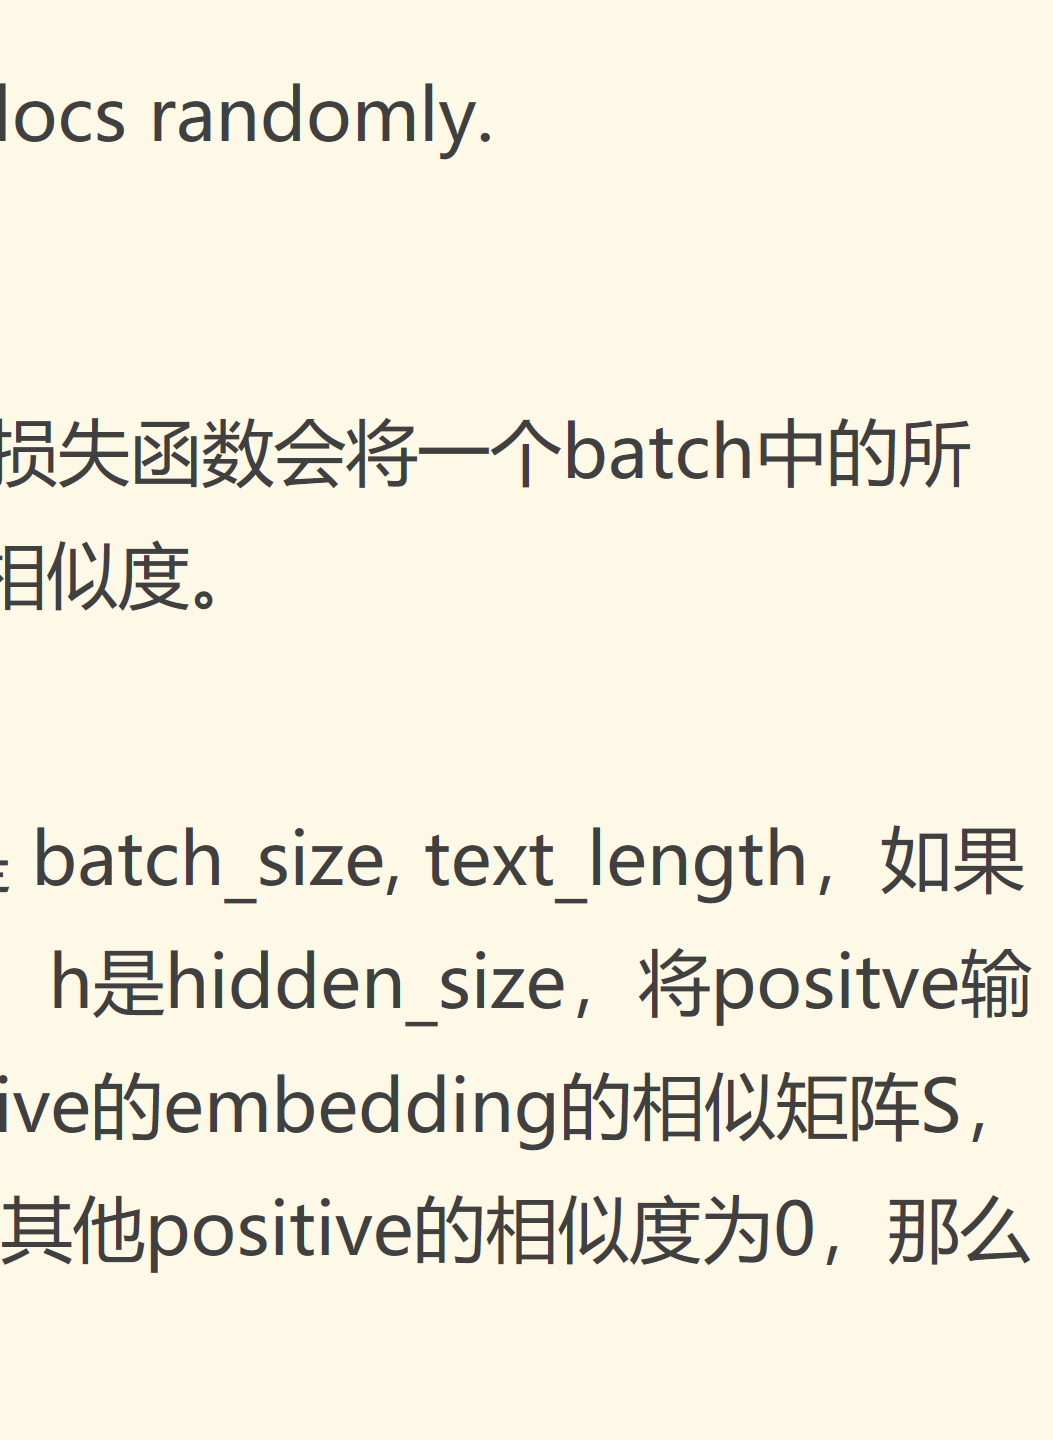 docs randomly.
损失函数会将一个batch中的所
相似度。
batch_size, text_length，如果
h是hidden_size，将positve输
ive的embedding的相似矩阵S，
其他positive的相似度为0，那么